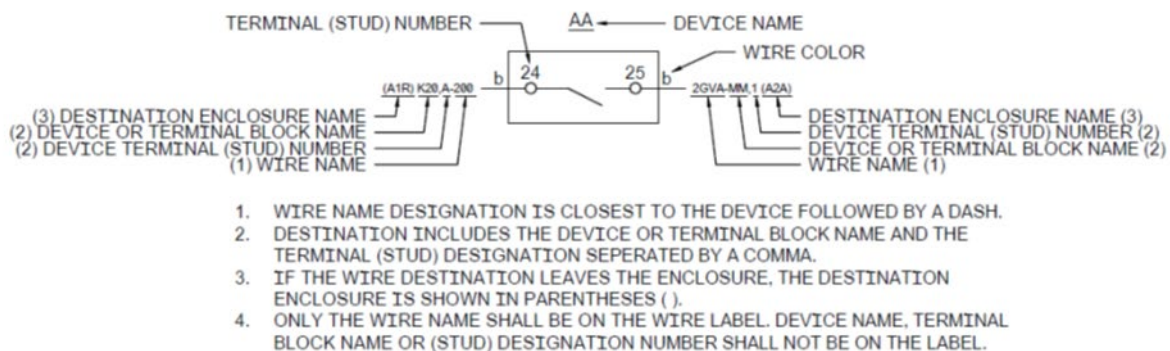 TERMINAL (STUD) NUMBER AA DEVICE NAME
WIRE COLOR
24 25
b b
(A1R) K20,A-200 2GVA-MM,1 (A2A)
(3) DESTINATION ENCLOSURE NAME DESTINATION ENCLOSURE NAME (3)
(2) DEVICE OR TERMINAL BLOCK NAME DEVICE TERMINAL (STUD) NUMBER (2)
(2) DEVICE TERMINAL (STUD) NUMBER DEVICE OR TERMINAL BLOCK NAME (2)
(1) WIRE NAME WIRE NAME (1)
1. WIRE NAME DESIGNATION IS CLOSEST TO THE DEVICE FOLLOWED BY A DASH.
2. DESTINATION INCLUDES THE DEVICE OR TERMINAL BLOCK NAME AND THE
TERMINAL (STUD) DESIGNATION SEPERATED BY A COMMA.
3. IF THE WIRE DESTINATION LEAVES THE ENCLOSURE, THE DESTINATION
ENCLOSURE IS SHOWN IN PARENTHESES ( ).
4. ONLY THE WIRE NAME SHALL BE ON THE WIRE LABEL. DEVICE NAME, TERMINAL
BLOCK NAME OR (STUD) DESIGNATION NUMBER SHALL NOT BE ON THE LABEL.